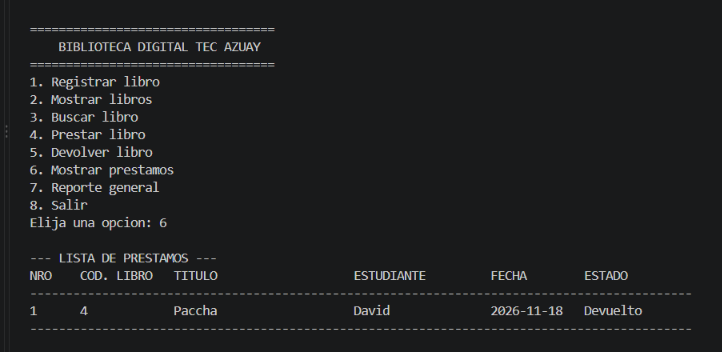 ==================================
BIBLIOTECA DIGITAL TEC AZUAY
==================================
1. Registrar libro
2. Mostrar libros
3. Buscar libro
4. Prestar libro
5. Devolver libro
6. Mostrar prestamos
7. Reporte general
8. Salir
Elija una opcion: 6
--- LISTA DE PRESTAMOS ---
NRO COD. LIBRO TITULO ESTUDIANTE FECHA ESTADO
--------------------------------------------------------------------------------------------
1 4 Paccha David 2026-11-18 Devuelto
--------------------------------------------------------------------------------------------